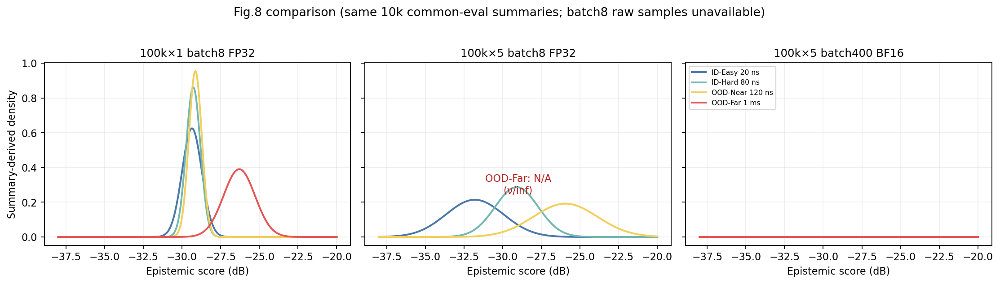 Fig.8 comparison (same 10k common-eval summaries; batch8 raw samples unavailable)
100k×1 batch8 FP32
100k×5 batch8 FP32
100k×5 batch400 BF16
Summary-derived density
1.0
0.8
0.6
0.4
0.2
0.0
−37.5 −35.0 −32.5 −30.0 −27.5 −25.0 −22.5 −20.0
Epistemic score (dB)
OOD-Far: N/A
(ν/inf)
−37.5 −35.0 −32.5 −30.0 −27.5 −25.0 −22.5 −20.0
Epistemic score (dB)
ID-Easy 20 ns
ID-Hard 80 ns
OOD-Near 120 ns
OOD-Far 1 ms
−37.5 −35.0 −32.5 −30.0 −27.5 −25.0 −22.5 −20.0
Epistemic score (dB)